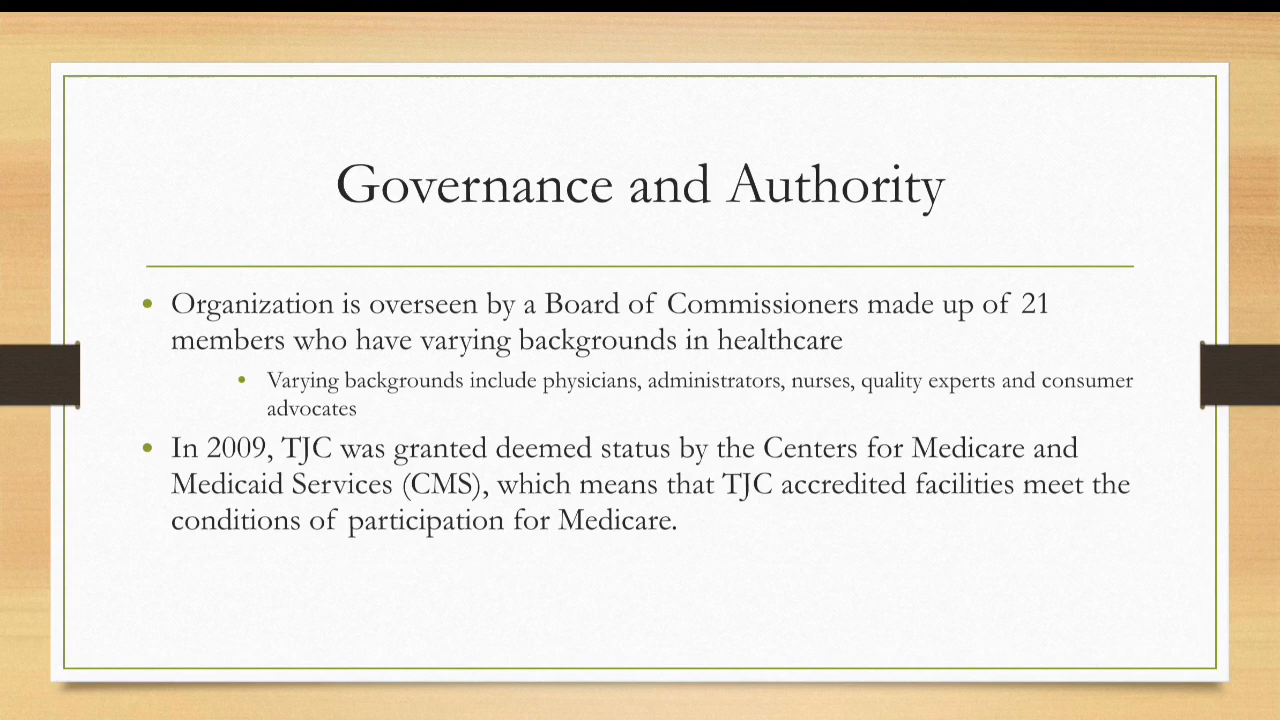 Governance and Authority
• Organization is overseen by a Board of Commissioners made up of 21
members who have varying backgrounds in healthcare
• Varying backgrounds include physicians, administrators, nurses, quality experts and consumer
advocates
• In 2009, TJC was granted deemed status by the Centers for Medicare and
Medicaid Services (CMS), which means that TJC accredited facilities meet the
conditions of participation for Medicare.